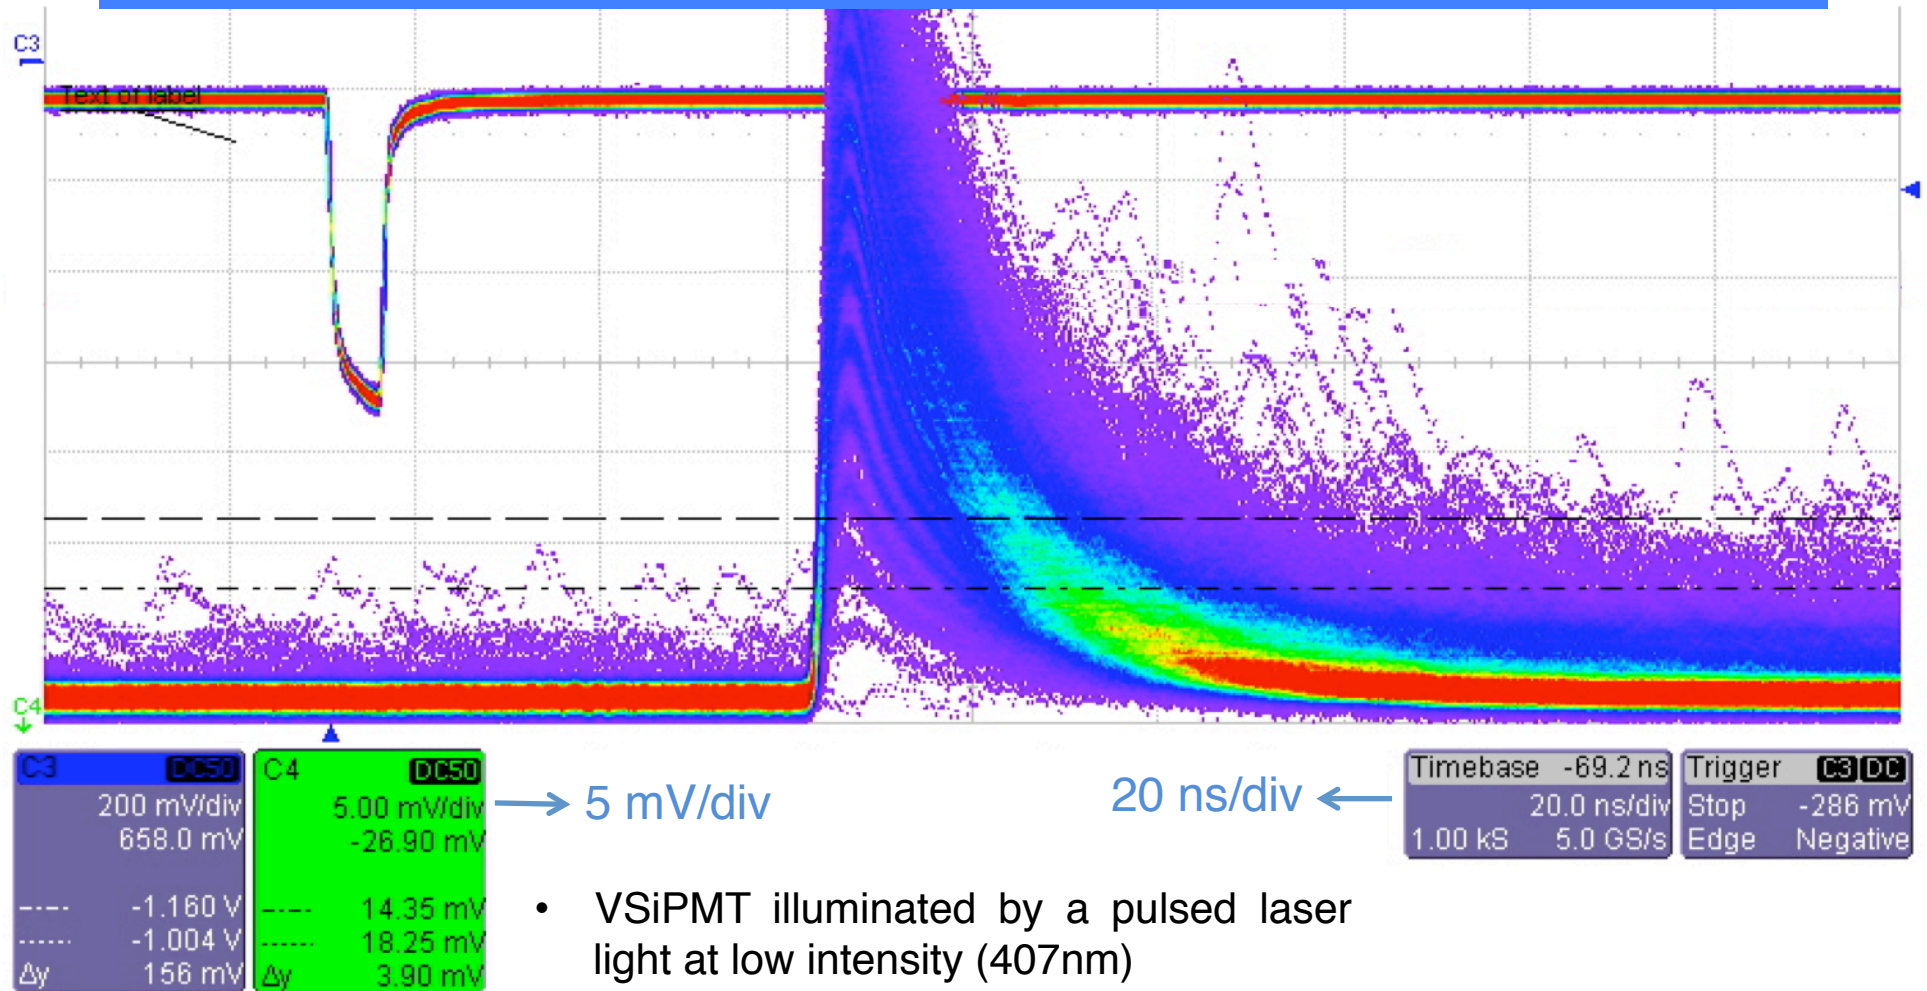 C3
Text of label
C4
C3 DC50
200 mV/div
658.0 mV
-1.160 V
-1.004 V
Δy 156 mV
C4 DC50
5.00 mV/div
-26.90 mV
14.35 mV
18.25 mV
Δy 3.90 mV
5 mV/div
20 ns/div
Timebase -69.2 ns
20.0 ns/div
1.00 kS 5.0 GS/s
Trigger C3 DC
Stop -286 mV
Edge Negative
• VSiPMT illuminated by a pulsed laser
light at low intensity (407nm)